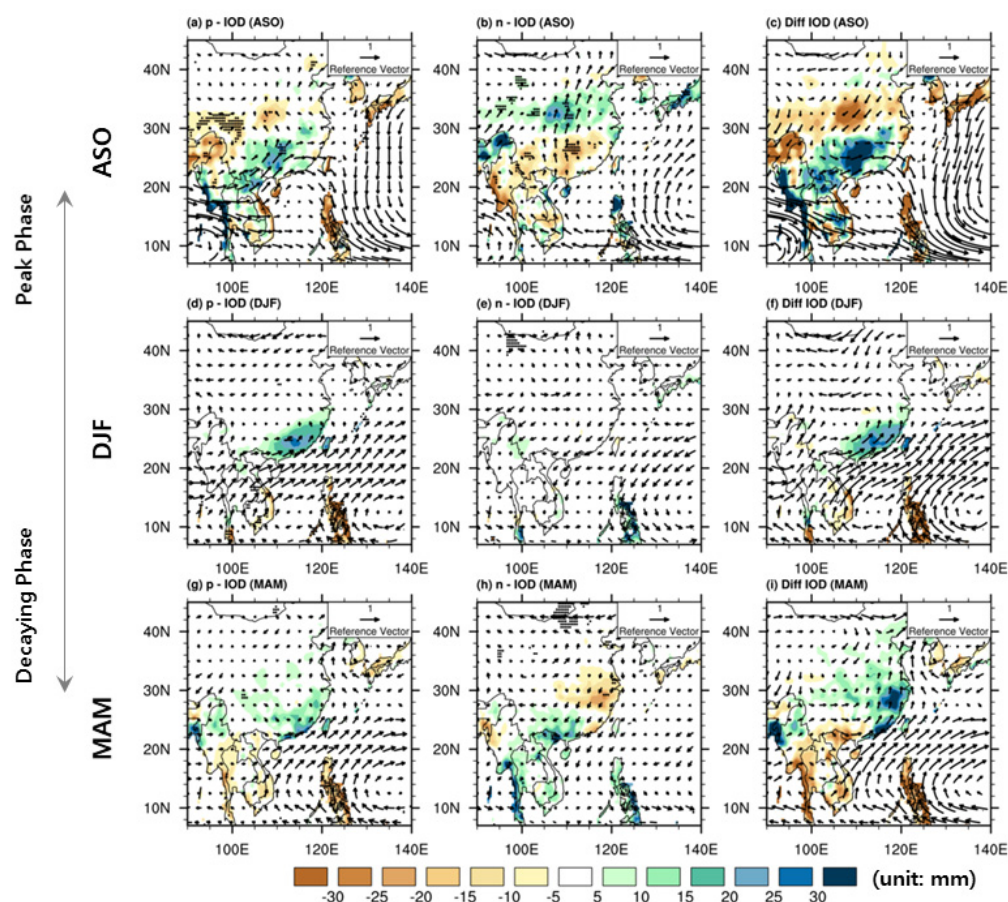 (a) p - IOD (ASO)
(b) n - IOD (ASO)
(c) Diff IOD (ASO)
1
Reference Vector
1
Reference Vector
1
Reference Vector
40N
30N
20N
10N
40N
30N
20N
10N
40N
30N
20N
10N
100E 120E 140E
100E 120E 140E
100E 120E 140E
ASO
Peak Phase
(d) p - IOD (DJF)
(e) n - IOD (DJF)
(f) Diff IOD (DJF)
1
Reference Vector
1
Reference Vector
1
Reference Vector
40N
30N
20N
10N
40N
30N
20N
10N
40N
30N
20N
10N
100E 120E 140E
100E 120E 140E
100E 120E 140E
DJF
Decaying Phase
(g) p - IOD (MAM)
(h) n - IOD (MAM)
(i) Diff IOD (MAM)
1
Reference Vector
1
Reference Vector
1
Reference Vector
40N
30N
20N
10N
40N
30N
20N
10N
40N
30N
20N
10N
100E 120E 140E
100E 120E 140E
100E 120E 140E
MAM
-30 -25 -20 -15 -10 -5 5 10 15 20 25 30
(unit: mm)